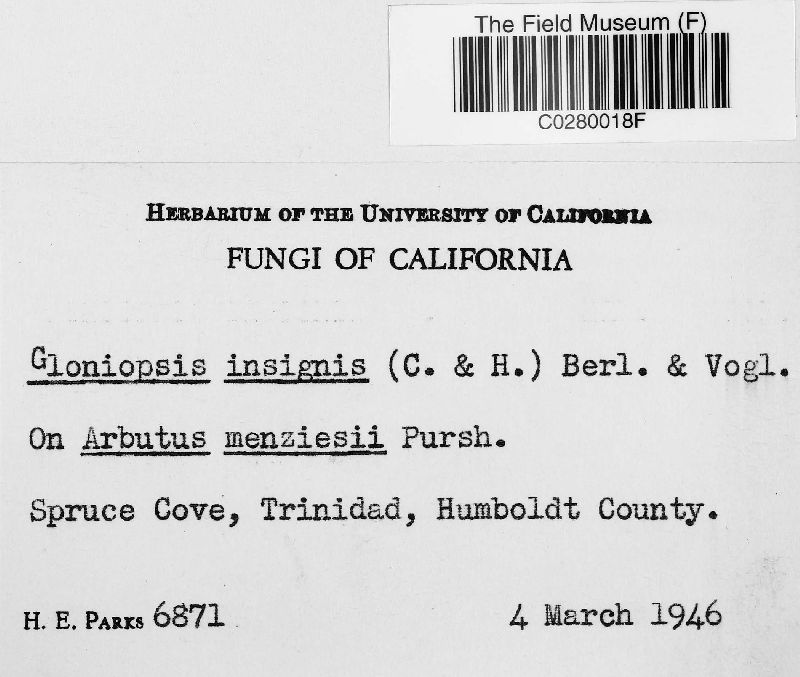 The Field Museum (F)
C0280018F
HERBARIUM OF THE UNIVERSITY OF CALIFORNIA
FUNGI OF CALIFORNIA
Gloniopsis insignis (C. & H.) Berl. & Vogl.
On Arbutus menziesii Pursh.
Spruce Cove, Trinidad, Humboldt County.
H. E. PARKS 6871
4 March 1946